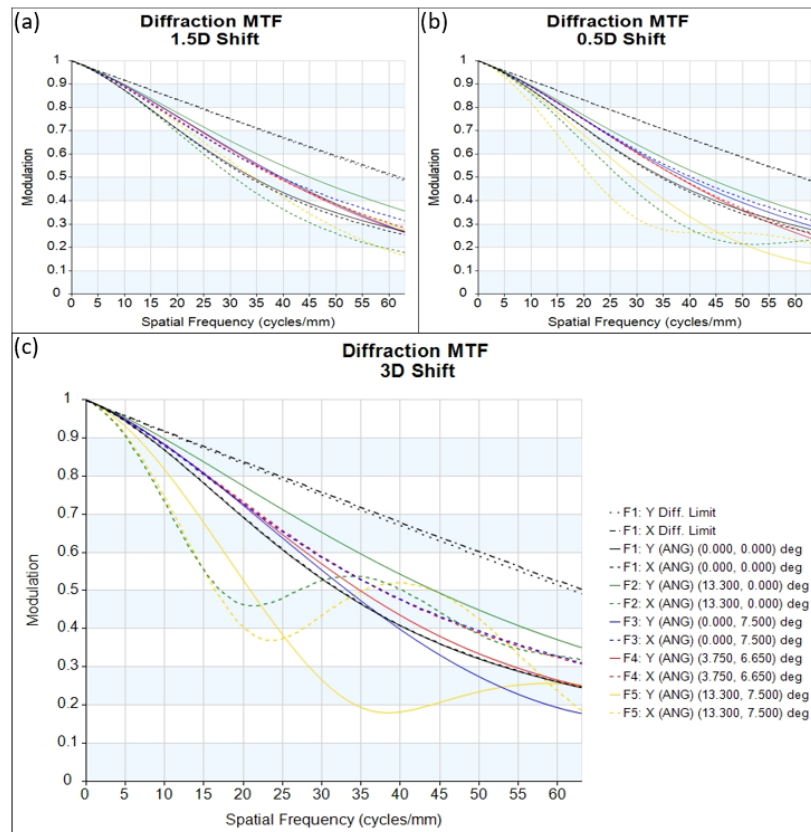 (a)
Diffraction MTF
1.5D Shift
1
0.9
0.8
0.7
0.6
0.5
0.4
0.3
0.2
0.1
0
Modulation
0 5 10 15 20 25 30 35 40 45 50 55 60
Spatial Frequency (cycles/mm)
(b)
Diffraction MTF
0.5D Shift
1
0.9
0.8
0.7
0.6
0.5
0.4
0.3
0.2
0.1
0
Modulation
0 5 10 15 20 25 30 35 40 45 50 55 60
Spatial Frequency (cycles/mm)
(c)
Diffraction MTF
3D Shift
1
0.9
0.8
0.7
0.6
0.5
0.4
0.3
0.2
0.1
0
Modulation
0 5 10 15 20 25 30 35 40 45 50 55 60
Spatial Frequency (cycles/mm)
F1: Y Diff. Limit
F1: X Diff. Limit
F1: Y (ANG) (0.000, 0.000) deg
F1: X (ANG) (0.000, 0.000) deg
F2: Y (ANG) (13.300, 0.000) deg
F2: X (ANG) (13.300, 0.000) deg
F3: Y (ANG) (0.000, 7.500) deg
F3: X (ANG) (0.000, 7.500) deg
F4: Y (ANG) (3.750, 6.650) deg
F4: X (ANG) (3.750, 6.650) deg
F5: Y (ANG) (13.300, 7.500) deg
F5: X (ANG) (13.300, 7.500) deg